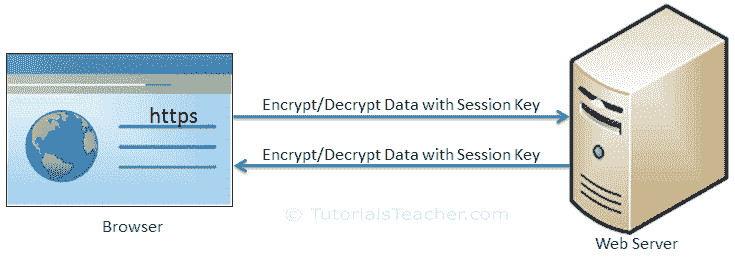 https
Encrypt/Decrypt Data with Session Key
Encrypt/Decrypt Data with Session Key
© TutorialsTeacher.com
Browser
Web Server